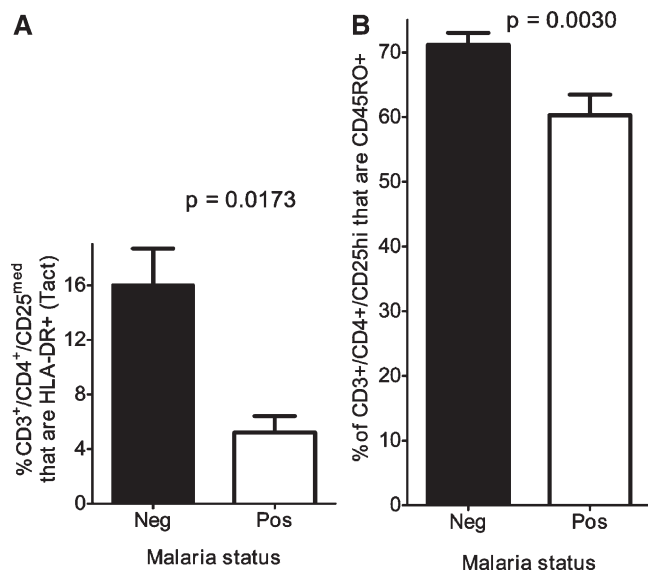 A
p = 0.0173
%CD3+/CD4+/CD25med
that are HLA-DR+ (Tact)
16
12
8
4
0
Neg
Pos
Malaria status
B
p = 0.0030
%of CD3+/CD4+/CD25hi that are CD45RO+
70
60
50
40
30
20
10
0
Neg
Pos
Malaria status